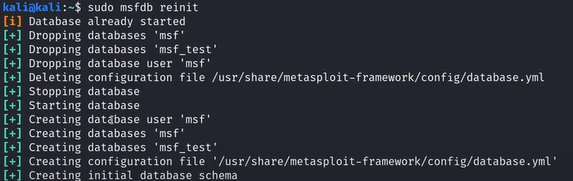 kali@kali:~$ sudo msfdb reinit
[i] Database already started
[+] Dropping databases 'msf'
[+] Dropping databases 'msf_test'
[+] Dropping database user 'msf'
[+] Deleting configuration file /usr/share/metasploit-framework/config/database.yml
[+] Stopping database
[+] Starting database
[+] Creating database user 'msf'
[+] Creating databases 'msf'
[+] Creating databases 'msf_test'
[+] Creating configuration file '/usr/share/metasploit-framework/config/database.yml'
[+] Creating initial database schema